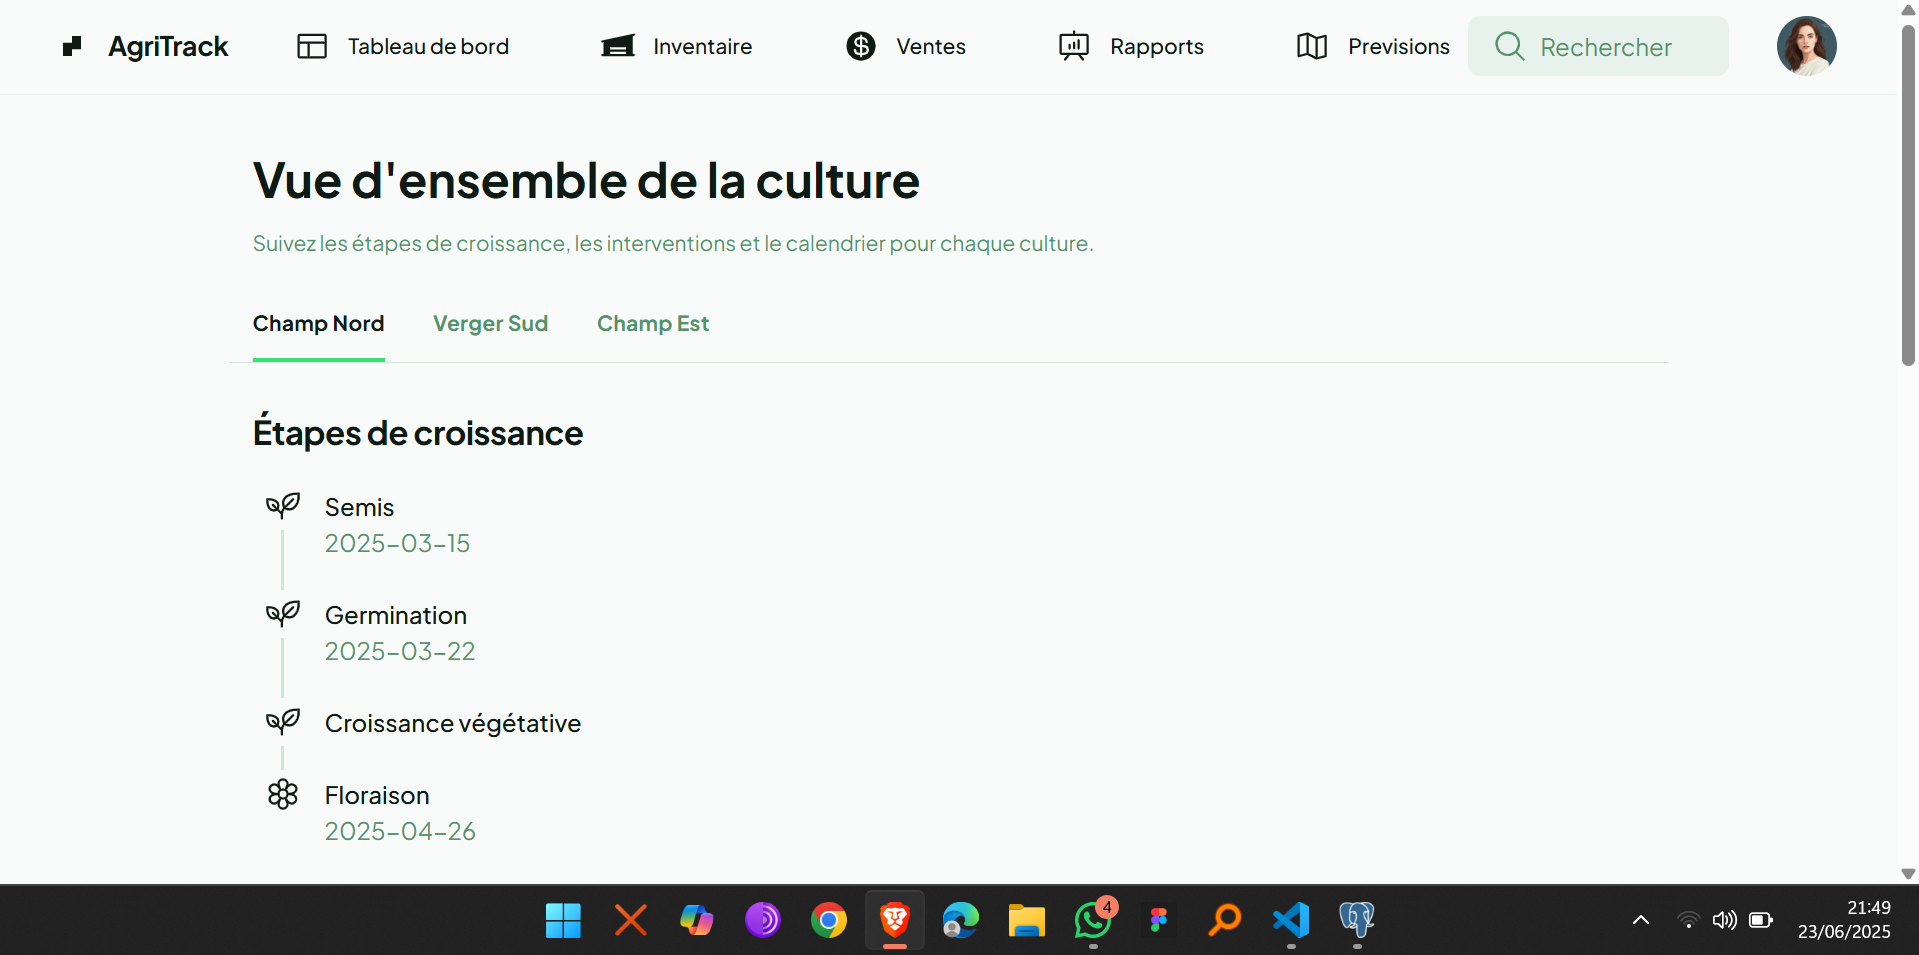 AgriTrack
Tableau de bord
Inventaire
Ventes
Rapports
Previsions
Rechercher
Vue d'ensemble de la culture
Suivez les étapes de croissance, les interventions et le calendrier pour chaque culture.
Champ Nord
Verger Sud
Champ Est
Étapes de croissance
Semis
2025-03-15
Germination
2025-03-22
Croissance végétative
Floraison
2025-04-26
4
21:49
23/06/2025